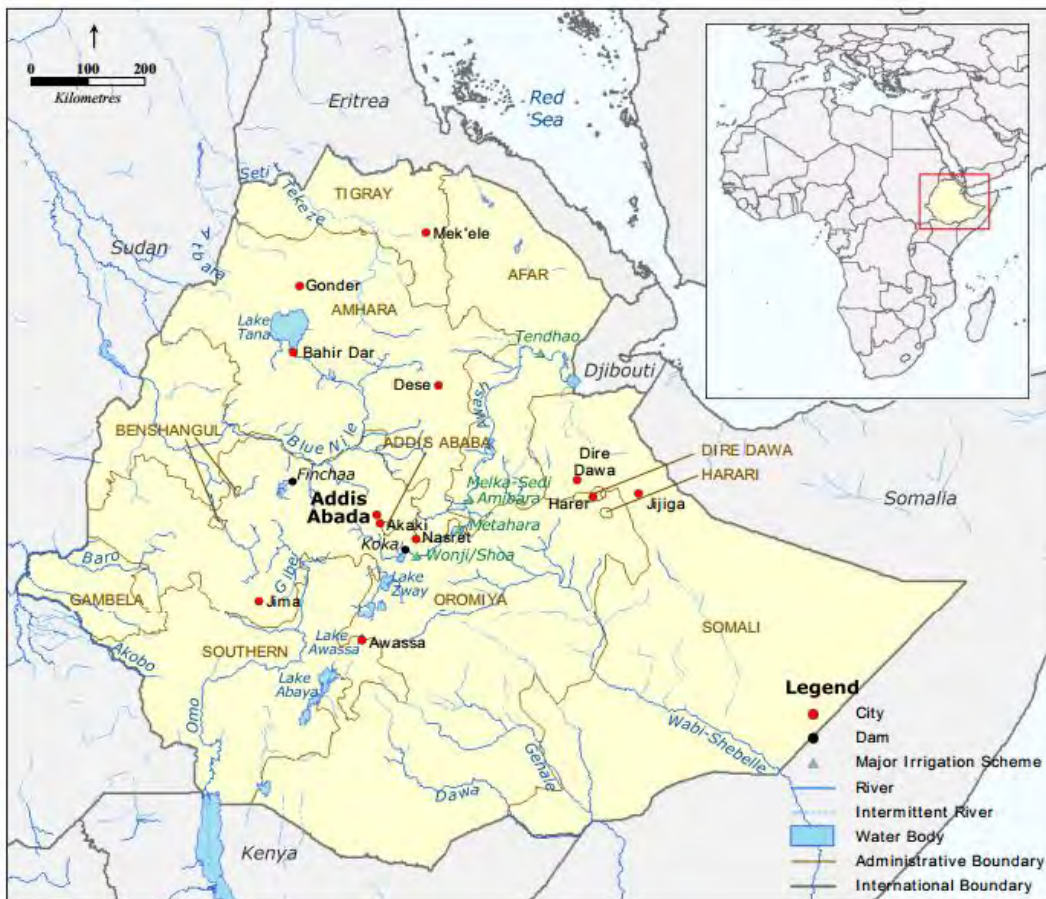 0 100 200
Kilometres
Eritrea
Red
Sea
Seti
Tekeze
TIGRAY
Sudan
Atbara
Mek'ele
AFAR
Gonder
AMHARA
Lake
Tana
Tendhao
Bahir Dar
Djibouti
Dese
Awas
BENSHANGUL
Blue Nile
ADDIS ABABA
Dire
Dawa
DIRE DAWA
HARARI
Finchaa
Melka-Sedi
Amibara
Somalia
Addis
Abada
Harer
Jijiga
Akaki
Metahara
Nasret
Koka
Wonji/Shoa
Baro
Gibe
Lake
Zway
GAMBELA
Jima
OROMIYA
SOMALI
Lake
Awassa
Awassa
SOUTHERN
Akobo
Lake
Abaya
Omo
Wabi-Shebelle
Genala
Dawa
Kenya
Legend
City
Dam
Major Irrigation Scheme
River
Intermittent River
Water Body
Administrative Boundary
International Boundary